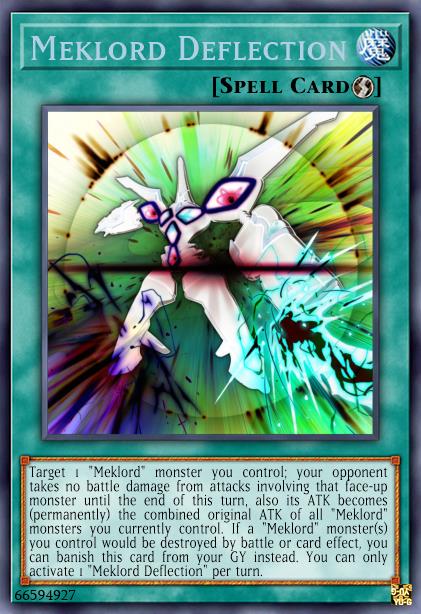 Meklord Deflection
魔
[Spell Card]
Target 1 "Meklord" monster you control; your opponent
takes no battle damage from attacks involving that face-up
monster until the end of this turn, also its ATK becomes
(permanently) the combined original ATK of all "Meklord"
monsters you currently control. If a "Meklord" monster(s)
you control would be destroyed by battle or card effect, you
can banish this card from your GY instead. You can only
activate 1 "Meklord Deflection" per turn.
66594927